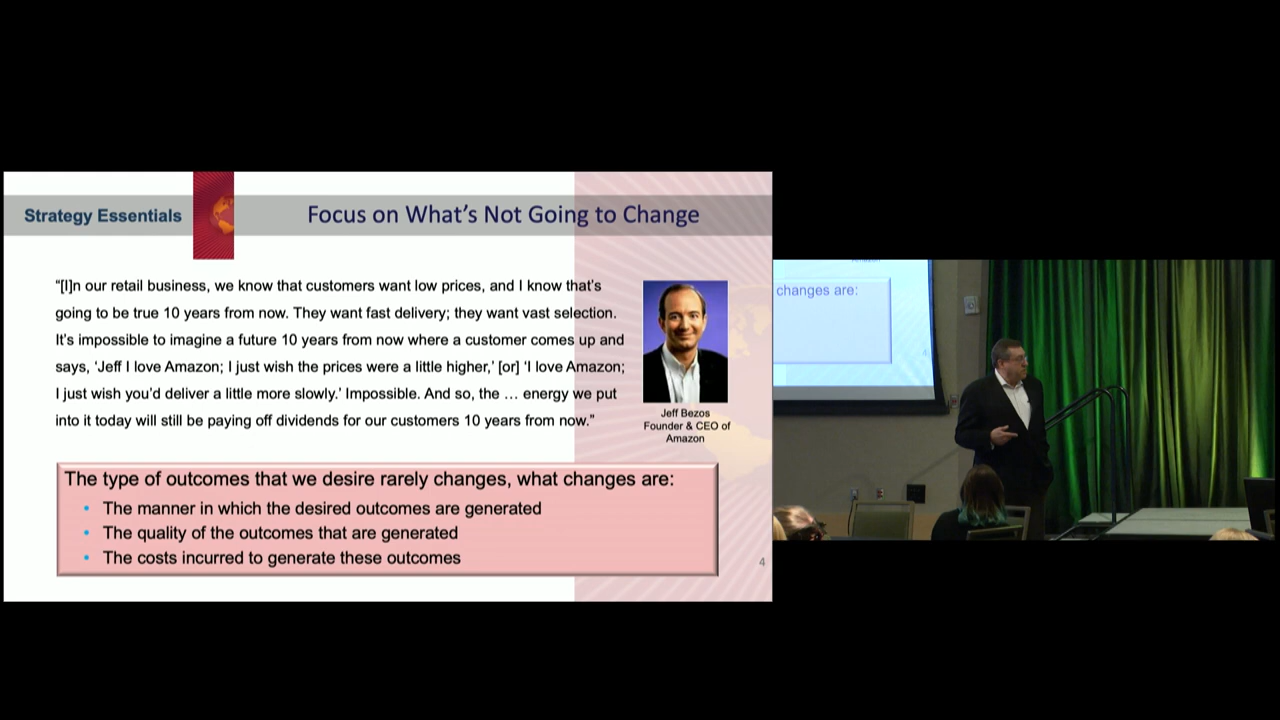 Strategy Essentials
Focus on What's Not Going to Change
“[I]n our retail business, we know that customers want low prices, and I know that's
going to be true 10 years from now. They want fast delivery; they want vast selection.
It's impossible to imagine a future 10 years from now where a customer comes up and
says, ‘Jeff I love Amazon; I just wish the prices were a little higher,’ [or] ‘I love Amazon;
I just wish you'd deliver a little more slowly.’ Impossible. And so, the … energy we put
into it today will still be paying off dividends for our customers 10 years from now.”
Jeff Bezos
Founder & CEO of
Amazon
The type of outcomes that we desire rarely changes, what changes are:
• The manner in which the desired outcomes are generated
• The quality of the outcomes that are generated
• The costs incurred to generate these outcomes
4
Amazon
changes are:
4